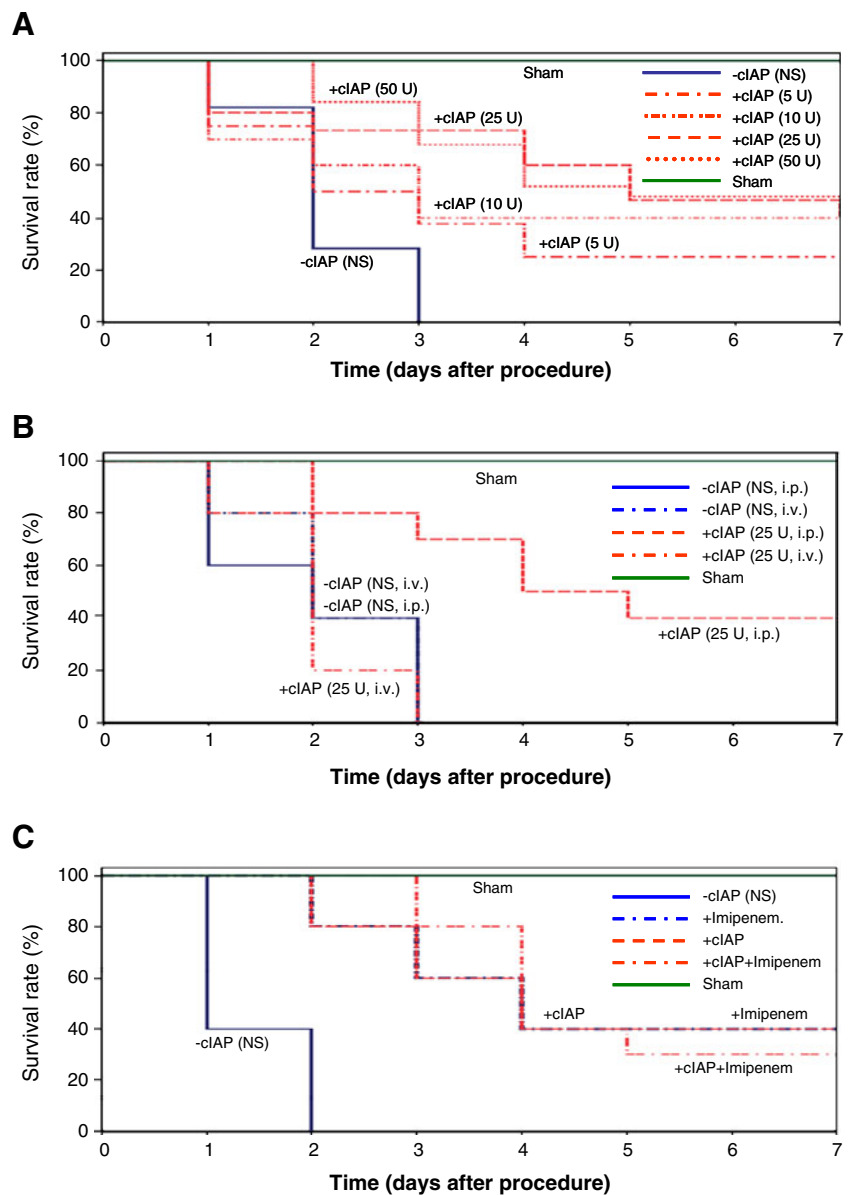 A
Survival rate (%)
100
80
60
40
20
0
0 1 2 3 4 5 6 7
Time (days after procedure)
Sham
+cIAP (50 U)
+cIAP (25 U)
+cIAP (10 U)
+cIAP (5 U)
-cIAP (NS)
-cIAP (NS)
+cIAP (5 U)
+cIAP (10 U)
+cIAP (25 U)
+cIAP (50 U)
Sham
B
Survival rate (%)
100
80
60
40
20
0
0 1 2 3 4 5 6 7
Time (days after procedure)
Sham
-cIAP (NS, i.v.)
-cIAP (NS, i.p.)
+cIAP (25 U, i.p.)
+cIAP (25 U, i.v.)
-cIAP (NS, i.p.)
-cIAP (NS, i.v.)
+cIAP (25 U, i.p.)
+cIAP (25 U, i.v.)
Sham
C
Survival rate (%)
100
80
60
40
20
0
0 1 2 3 4 5 6 7
Time (days after procedure)
Sham
+cIAP
+Imipenem
-cIAP (NS)
+cIAP+Imipenem
-cIAP (NS)
+Imipenem.
+cIAP
+cIAP+Imipenem
Sham